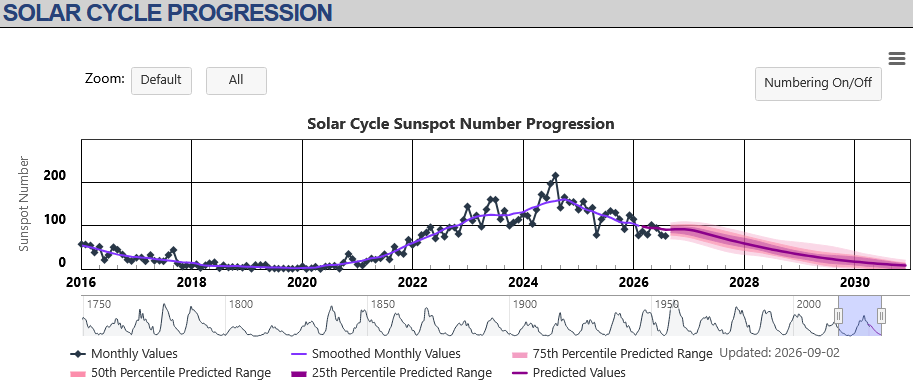 SOLAR CYCLE PROGRESSION
Zoom: Default All Numbering On/Off
Solar Cycle Sunspot Number Progression
Sunspot Number
200
100
0
2016 2018 2020 2022 2024 2026 2028 2030
1750 1800 1850 1900 1950 2000
Monthly Values Smoothed Monthly Values 75th Percentile Predicted Range Updated: 2026-09-02
50th Percentile Predicted Range 25th Percentile Predicted Range Predicted Values